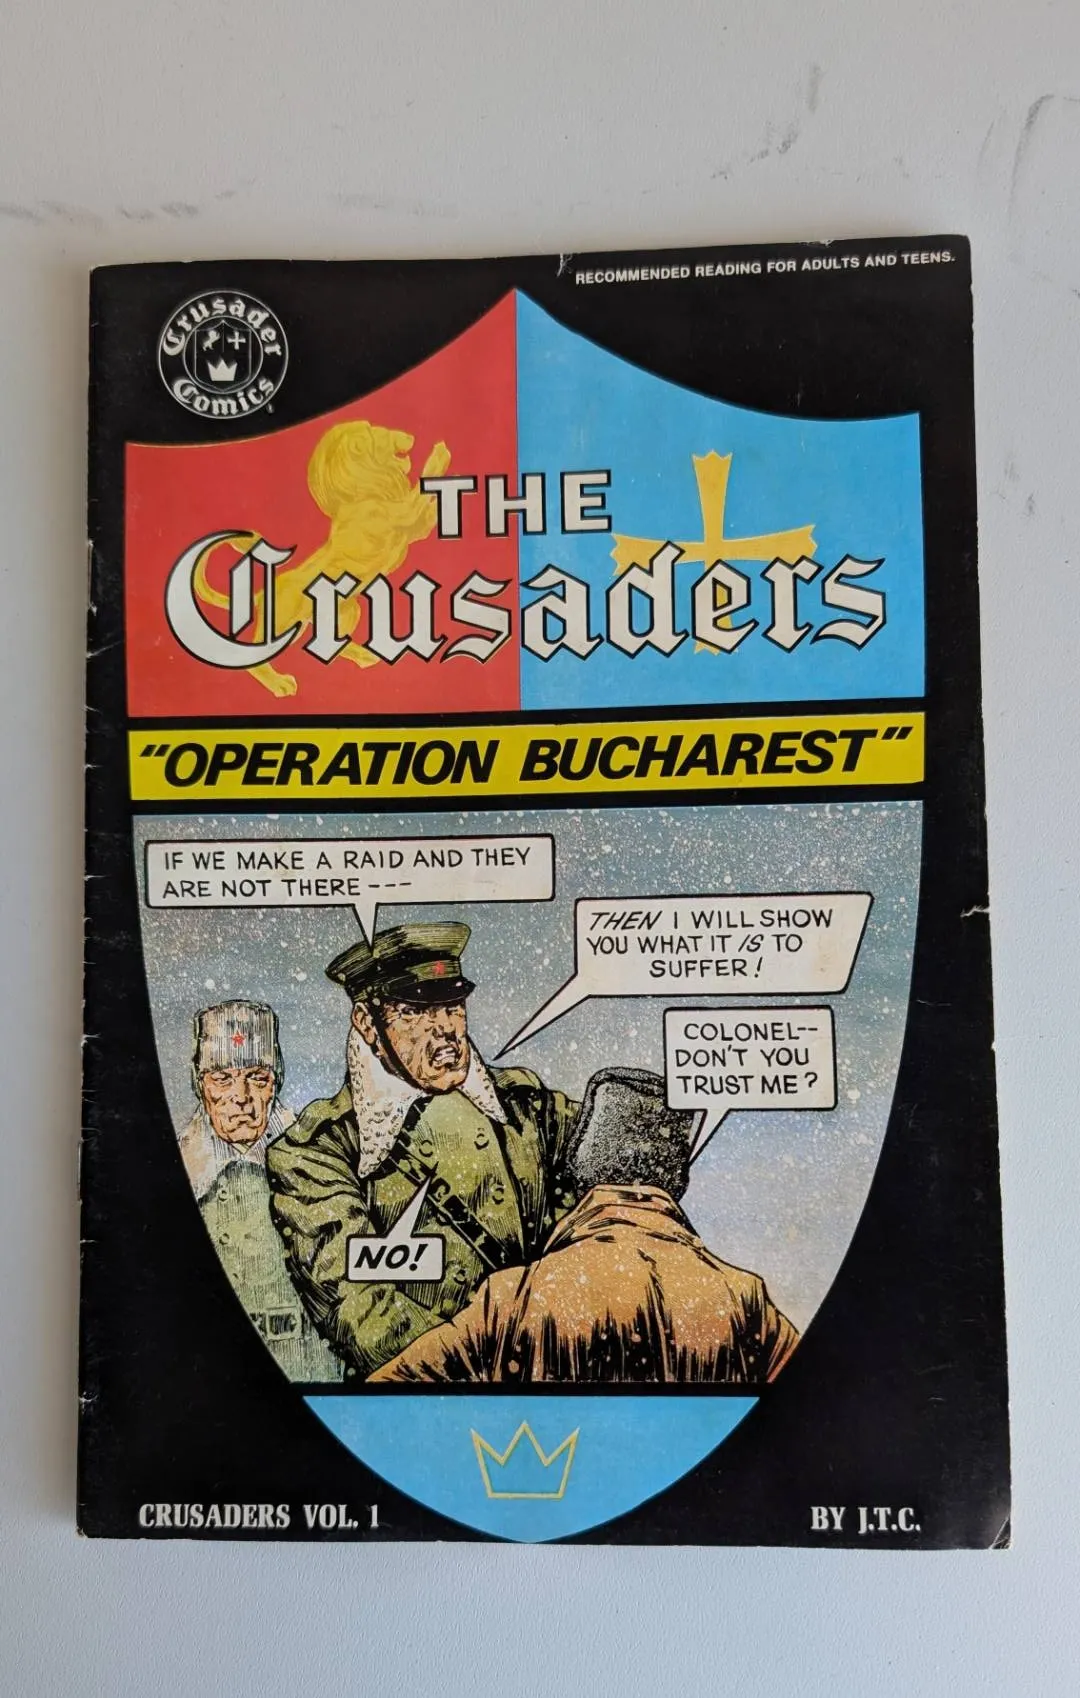 RECOMMENDED READING FOR ADULTS AND TEENS.
Crusader
Comics
THE
Crusaders
"OPERATION BUCHAREST"
IF WE MAKE A RAID AND THEY
ARE NOT THERE ---
THEN I WILL SHOW
YOU WHAT IT IS TO
SUFFER!
COLONEL--
DON'T YOU
TRUST ME?
NO!
CRUSADERS VOL. 1
BY J.T.C.